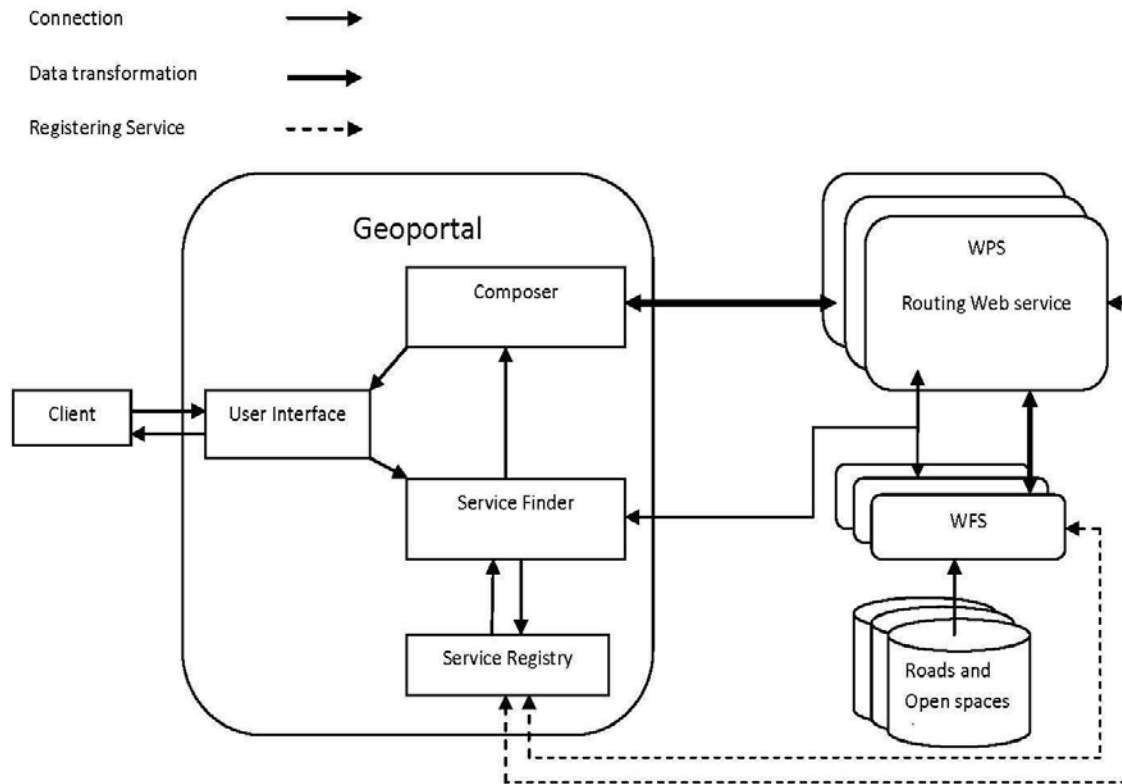 Connection
Data transformation
Registering Service
Geoportal
Composer
WPS
Routing Web service
Client
User Interface
Service Finder
WFS
Service Registry
Roads and
Open spaces